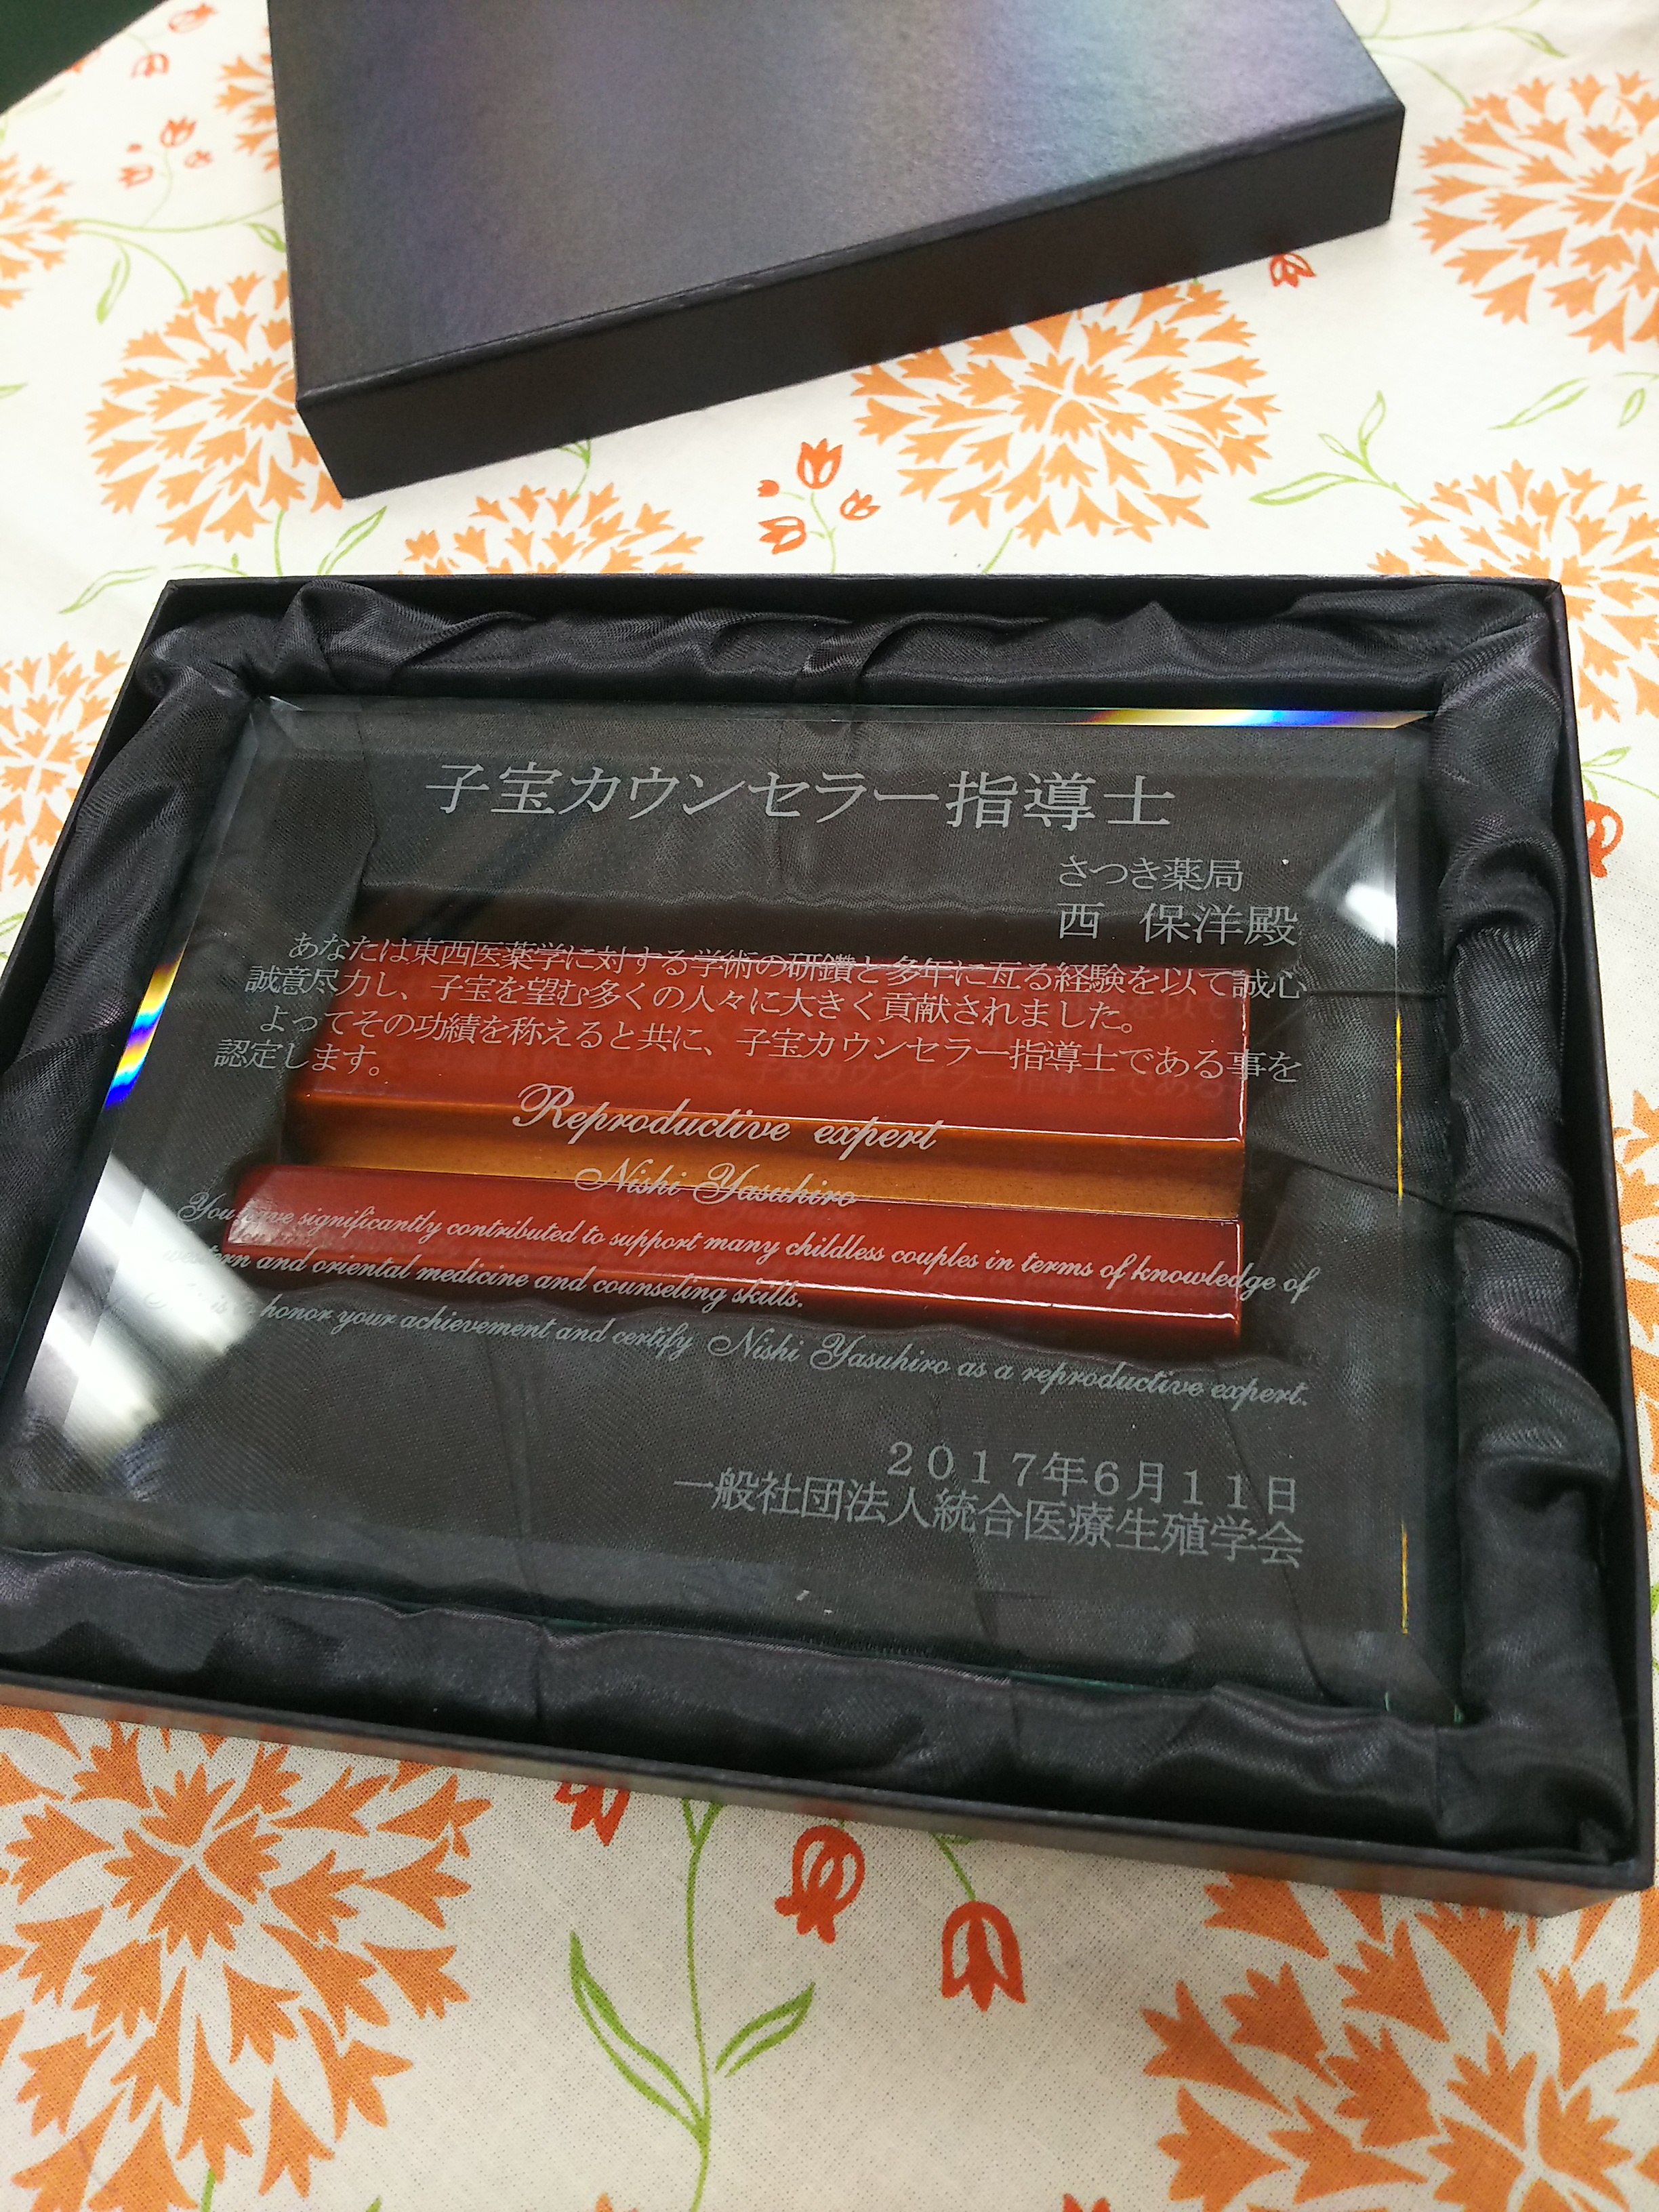 子宝カウンセラー指導士
さつき薬局
西 保洋殿
あなたは東西医薬学に対する学術の研鑽と多年に亙る経験を以て誠心
誠意尽力し、子宝を望む多くの人々に大きく貢献されました。
よってその功績を称えると共に、子宝カウンセラー指導士である事を
認定します。
Reproductive expert
Nishi Yasuhiro
You have significantly contributed to support many childless couples in terms of knowledge of
western and oriental medicine and counseling skills.
is to honor your achievement and certify Nishi Yasuhiro as a reproductive expert.
2017年6月11日
一般社団法人統合医療生殖学会